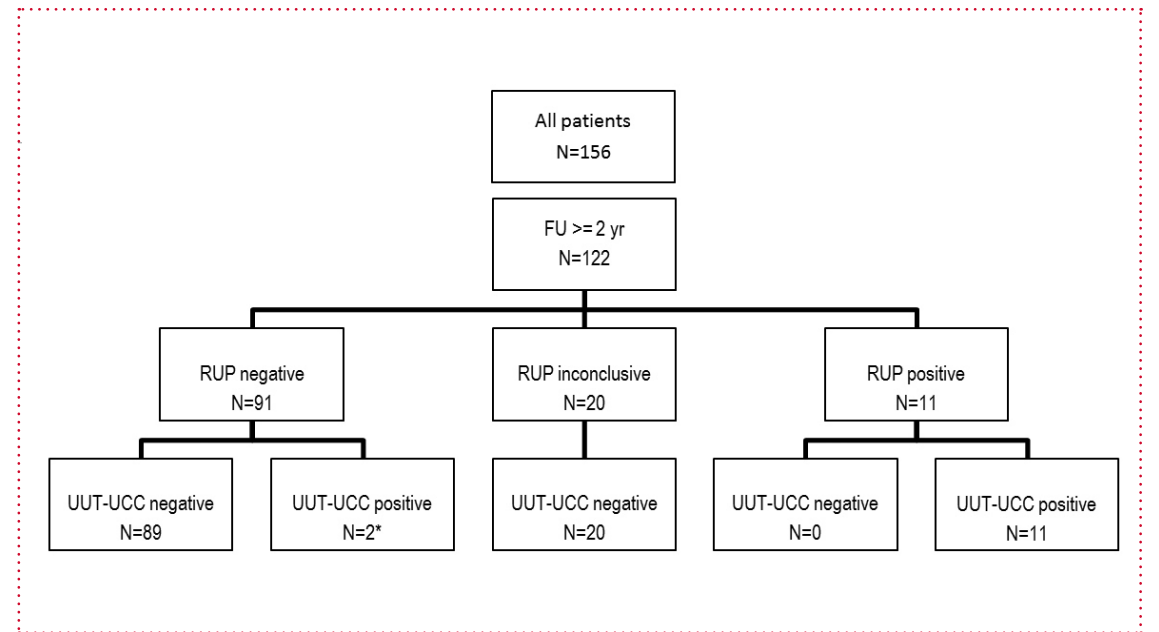 All patients
N=156
FU >= 2 yr
N=122
RUP negative
N=91
RUP inconclusive
N=20
RUP positive
N=11
UUT-UCC negative
N=89
UUT-UCC positive
N=2*
UUT-UCC negative
N=20
UUT-UCC negative
N=0
UUT-UCC positive
N=11